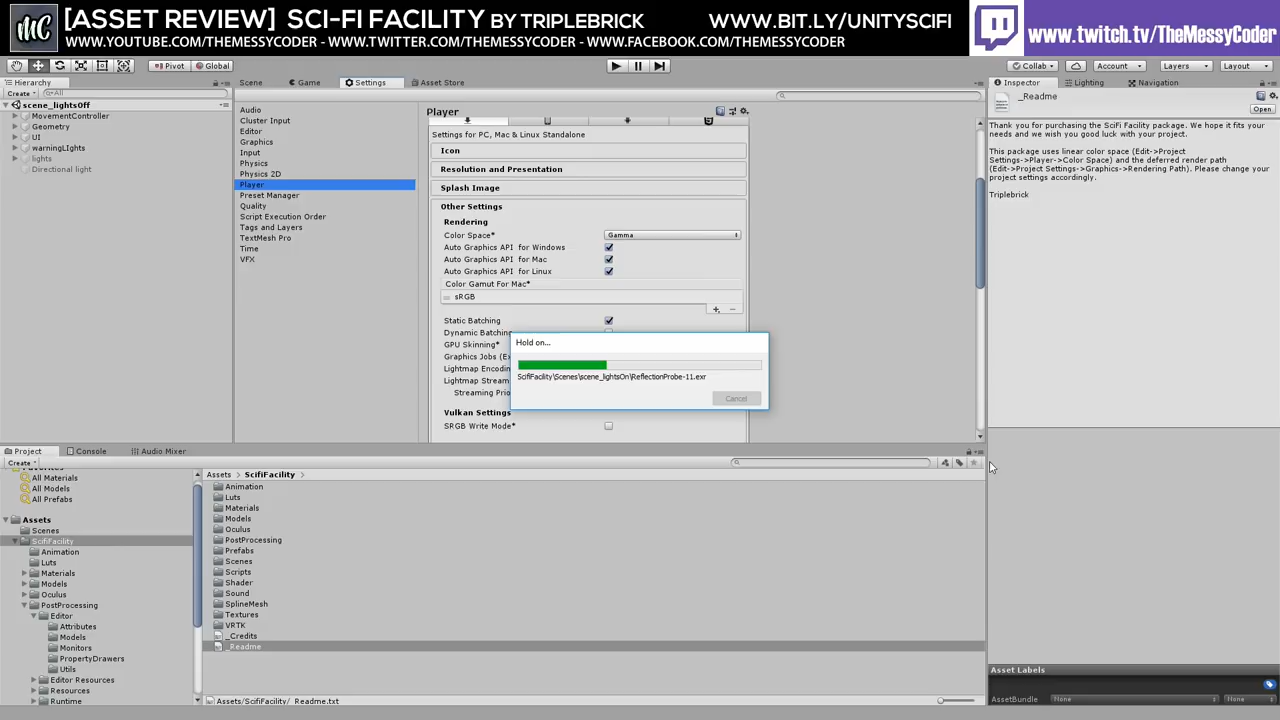 [ASSET REVIEW] SCI-FI FACILITY BY TRIPLEBRICK WWW.BIT.LY/UNITYSCIFI
WWW.YOUTUBE.COM/THEMESSYCODER - WWW.TWITTER.COM/THEMESSYCODER - WWW.FACEBOOK.COM/THEMESSYCODER
mC
www.twitch.tv/TheMessyCoder
Pivot Global Collab Account Layers Layout
Hierarchy
Create All
scene_lightsOff
MovementController
Geometry
UI
warningLights
lights
Directional light
Scene Game Settings Asset Store
Audio
Cluster Input
Editor
Graphics
Input
Physics
Physics 2D
Player
Preset Manager
Quality
Script Execution Order
Tags and Layers
TextMesh Pro
Time
VFX
Player
Settings for PC, Mac & Linux Standalone
Icon
Resolution and Presentation
Splash Image
Other Settings
Rendering
Color Space* Gamma
Auto Graphics API for Windows
Auto Graphics API for Mac
Auto Graphics API for Linux
Color Gamut For Mac*
sRGB
Static Batching
Dynamic Batching
GPU Skinning*
Graphics Jobs (Ex
Lightmap Encoding
Lightmap Stream
Streaming Prio
Vulkan Settings
SRGB Write Mode*
Hold on...
ScifiFacility\Scenes\scene_lightsOn\ReflectionProbe-11.exr
Cancel
Inspector Lighting Navigation
_Readme
Open
Thank you for purchasing the SciFi Facility package. We hope it fits your
needs and we wish you good luck with your project.
This package uses linear color space (Edit->Project
Settings->Player->Color Space) and the deferred render path
(Edit->Project Settings->Graphics->Rendering Path). Please change your
project settings accordingly.
Triplebrick
Project Console Audio Mixer
Create
Favorites
All Materials
All Models
All Prefabs
Assets
Scenes
ScifiFacility
Animation
Luts
Materials
Models
Oculus
PostProcessing
Editor
Attributes
Models
Monitors
PropertyDrawers
Utils
Editor Resources
Resources
Runtime
Assets ScifiFacility
Animation
Luts
Materials
Models
Oculus
PostProcessing
Prefabs
Scenes
Scripts
Shader
Sound
SplineMesh
Textures
VRTK
_Credits
_Readme
Assets/ScifiFacility/_Readme.txt
Asset Labels
AssetBundle None None